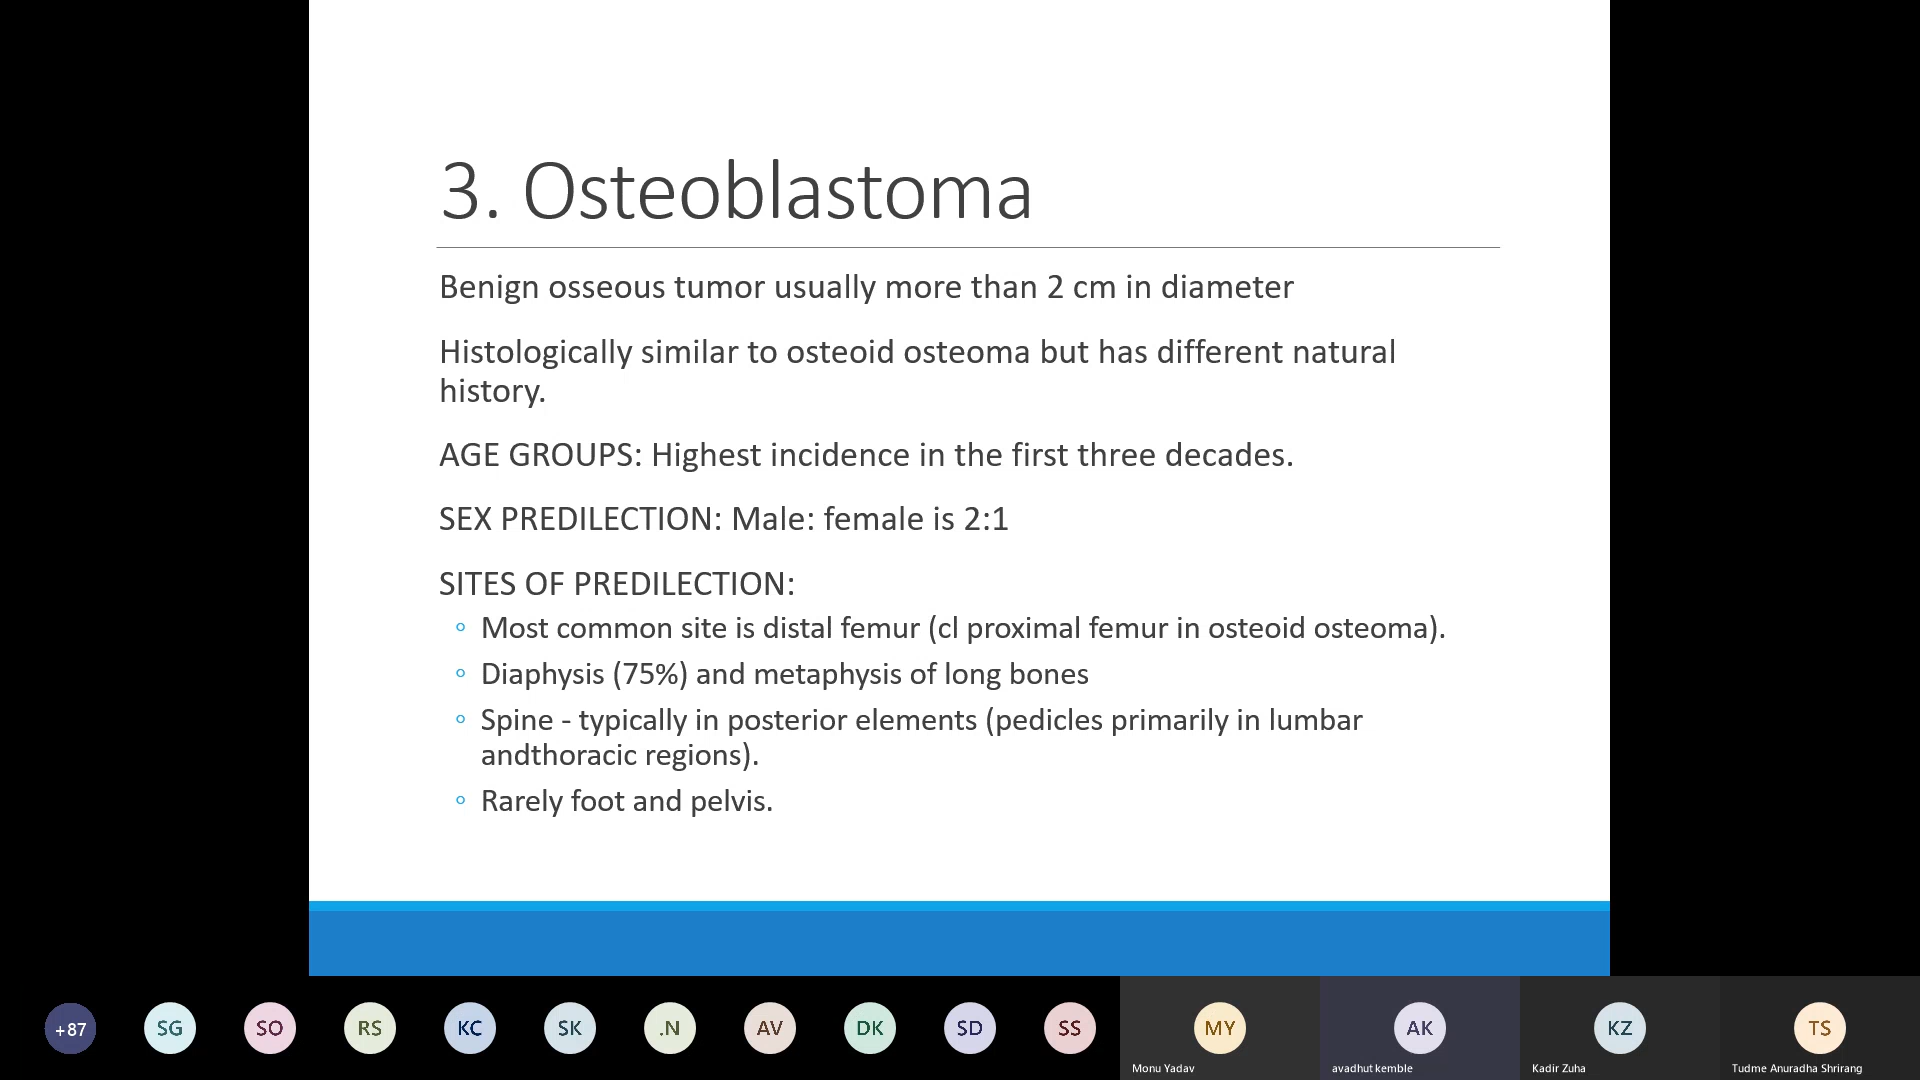 3. Osteoblastoma
Benign osseous tumor usually more than 2 cm in diameter
Histologically similar to osteoid osteoma but has different natural
history.
AGE GROUPS: Highest incidence in the first three decades.
SEX PREDILECTION: Male: female is 2:1
SITES OF PREDILECTION:
◦ Most common site is distal femur (cl proximal femur in osteoid osteoma).
◦ Diaphysis (75%) and metaphysis of long bones
◦ Spine - typically in posterior elements (pedicles primarily in lumbar
andthoracic regions).
◦ Rarely foot and pelvis.
+87 SG SO RS KC SK .N AV DK SD SS MY AK KZ TS
Monu Yadav avadhut kemble Kadir Zuha Tudme Anuradha Shrirang